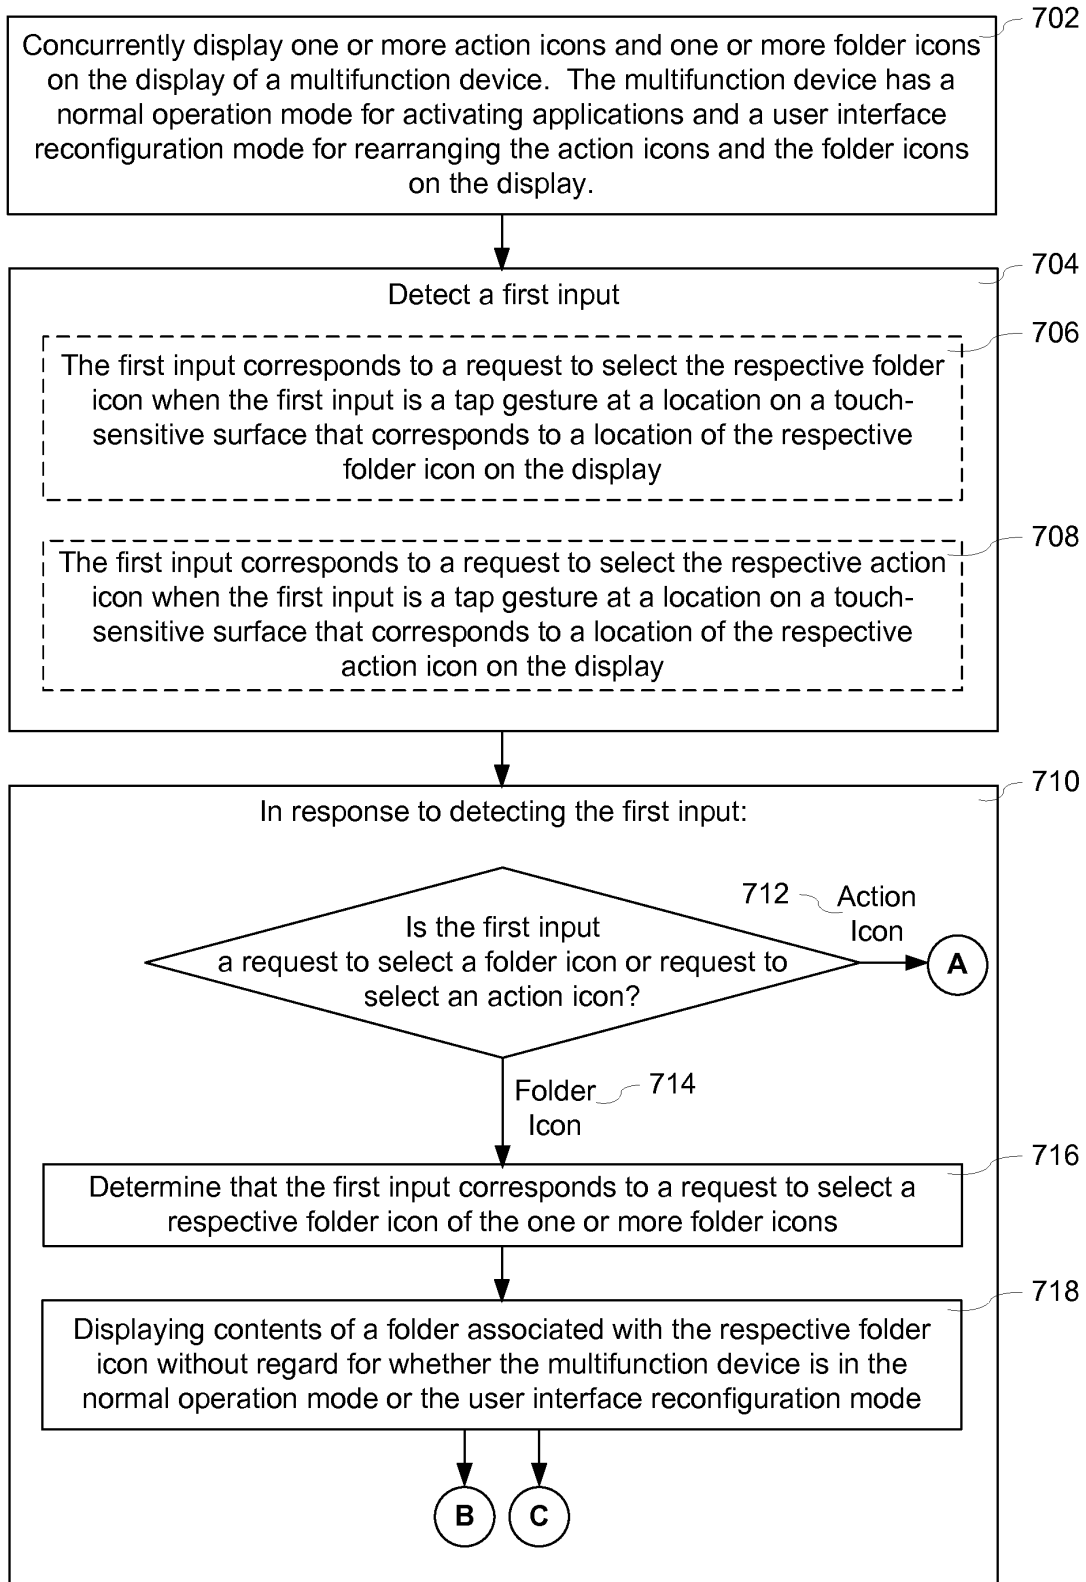 702
Concurrently display one or more action icons and one or more folder icons
on the display of a multifunction device.  The multifunction device has a
normal operation mode for activating applications and a user interface
reconfiguration mode for rearranging the action icons and the folder icons
on the display.
704
Detect a first input
706
The first input corresponds to a request to select the respective folder
icon when the first input is a tap gesture at a location on a touch-
sensitive surface that corresponds to a location of the respective
folder icon on the display
708
The first input corresponds to a request to select the respective action
icon when the first input is a tap gesture at a location on a touch-
sensitive surface that corresponds to a location of the respective
action icon on the display
710
In response to detecting the first input:
712
Action
Icon
A
Is the first input
a request to select a folder icon or request to
select an action icon?
Folder
Icon
714
716
Determine that the first input corresponds to a request to select a
respective folder icon of the one or more folder icons
718
Displaying contents of a folder associated with the respective folder
icon without regard for whether the multifunction device is in the
normal operation mode or the user interface reconfiguration mode
B
C